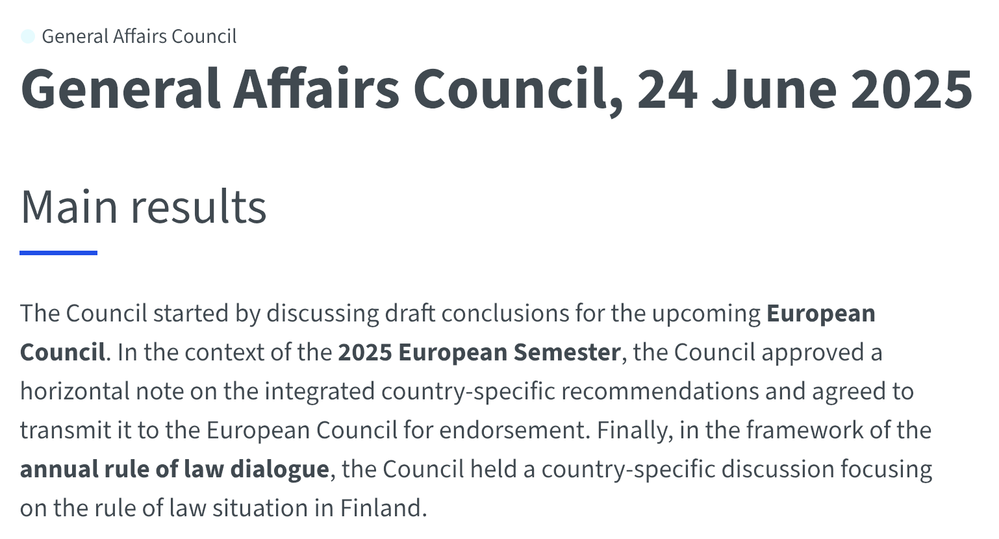 General Affairs Council
General Affairs Council, 24 June 2025
Main results
The Council started by discussing draft conclusions for the upcoming European
Council. In the context of the 2025 European Semester, the Council approved a
horizontal note on the integrated country-specific recommendations and agreed to
transmit it to the European Council for endorsement. Finally, in the framework of the
annual rule of law dialogue, the Council held a country-specific discussion focusing
on the rule of law situation in Finland.